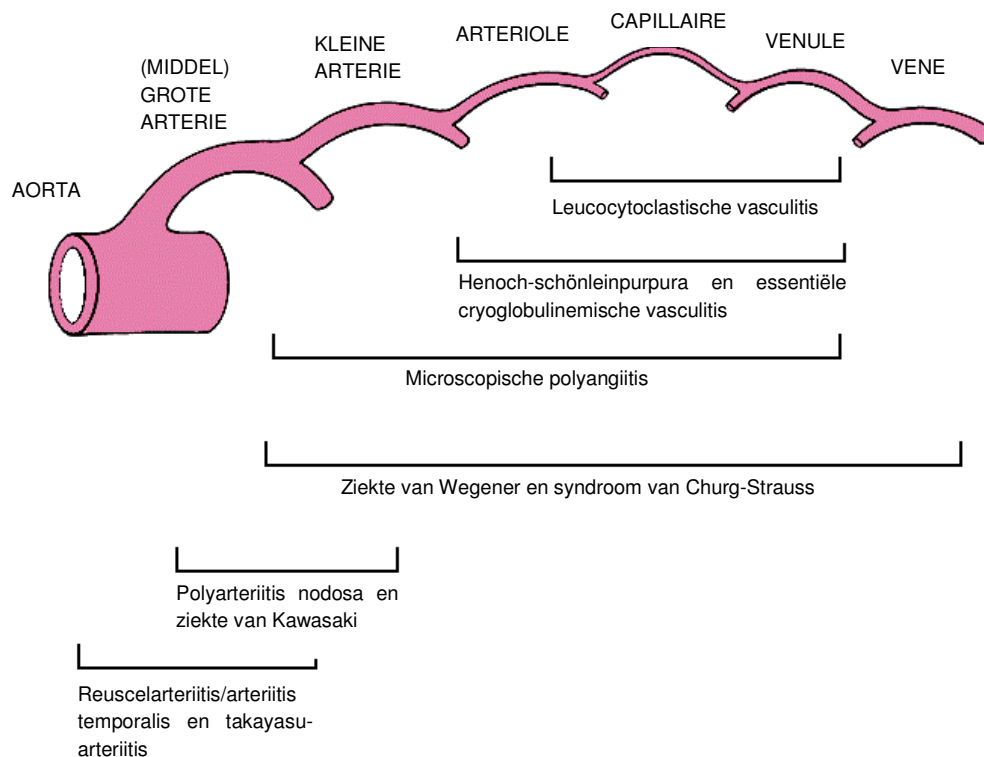 CAPILLAIRE
ARTERIOLE
VENULE
KLEINE
ARTERIE
VENE
(MIDDEL)
GROTE
ARTERIE
AORTA
Leucocytoclastische vasculitis
Henoch-schönleinpurpura en essentiële
cryoglobulinemische vasculitis
Microscopische polyangiitis
Ziekte van Wegener en syndroom van Churg-Strauss
Polyarteriitis nodosa en
ziekte van Kawasaki
Reuscelarteriitis/arteriitis
temporalis en takayasu-
arteriitis